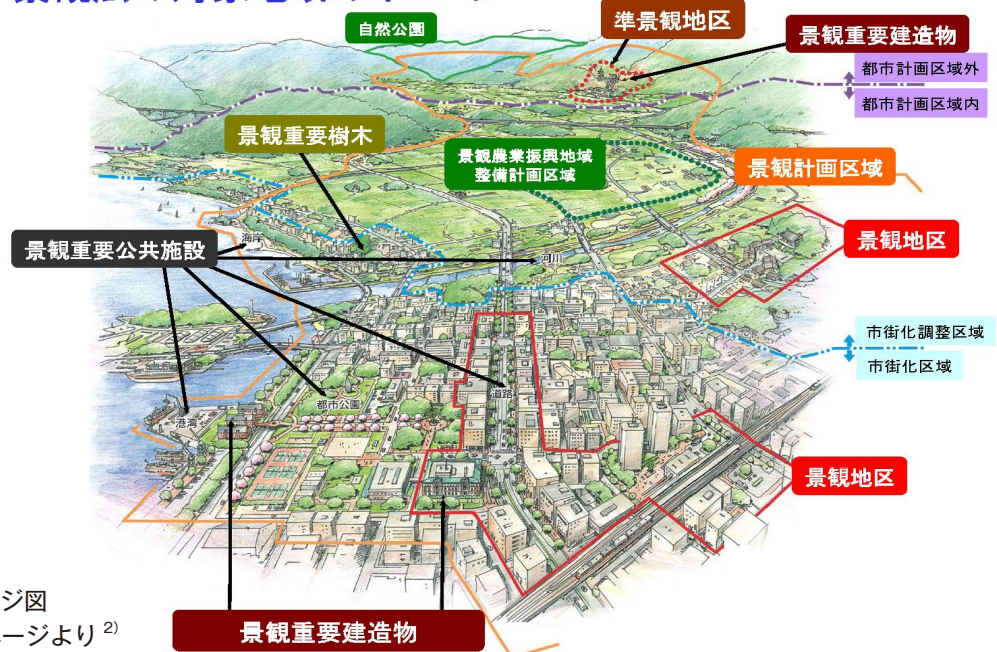 自然公園
準景観地区
景観重要建造物
都市計画区域外
都市計画区域内
景観重要樹木
景観農業振興地域
整備計画区域
景観計画区域
景観重要公共施設
海岸
河川
景観地区
市街化調整区域
市街化区域
都市公園
道路
港湾
景観地区
景観重要建造物
ジ図
ページより 2)